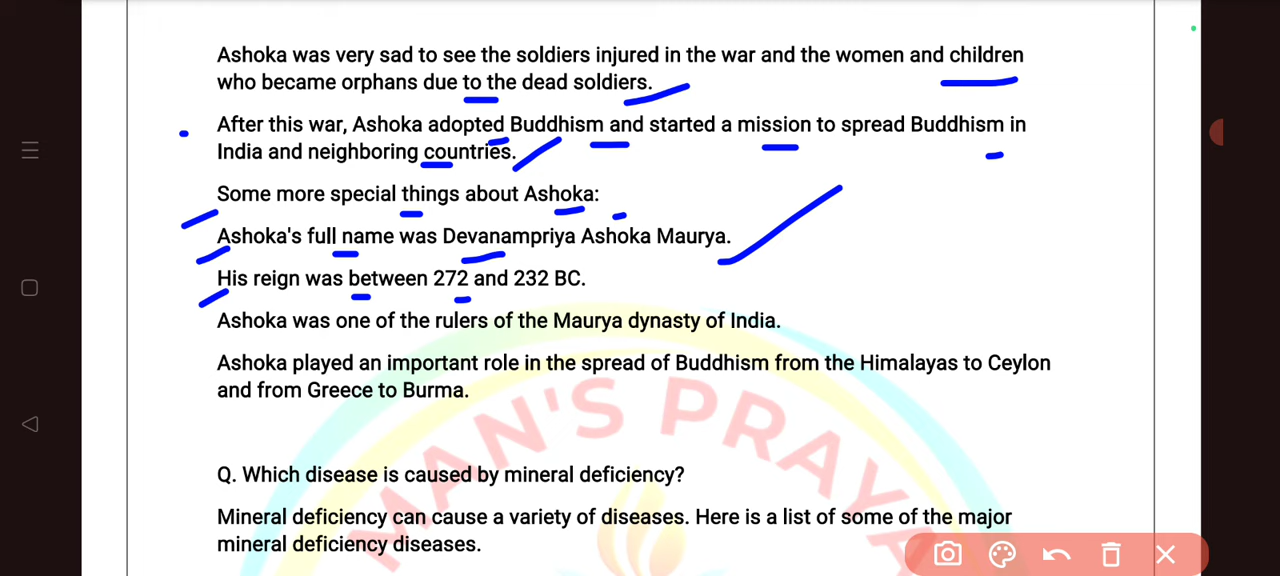 Ashoka was very sad to see the soldiers injured in the war and the women and children
who became orphans due to the dead soldiers.
After this war, Ashoka adopted Buddhism and started a mission to spread Buddhism in
India and neighboring countries.
Some more special things about Ashoka:
Ashoka's full name was Devanampriya Ashoka Maurya.
His reign was between 272 and 232 BC.
Ashoka was one of the rulers of the Maurya dynasty of India.
Ashoka played an important role in the spread of Buddhism from the Himalayas to Ceylon
and from Greece to Burma.
MAN'S PRAYA
Q. Which disease is caused by mineral deficiency?
Mineral deficiency can cause a variety of diseases. Here is a list of some of the major
mineral deficiency diseases.